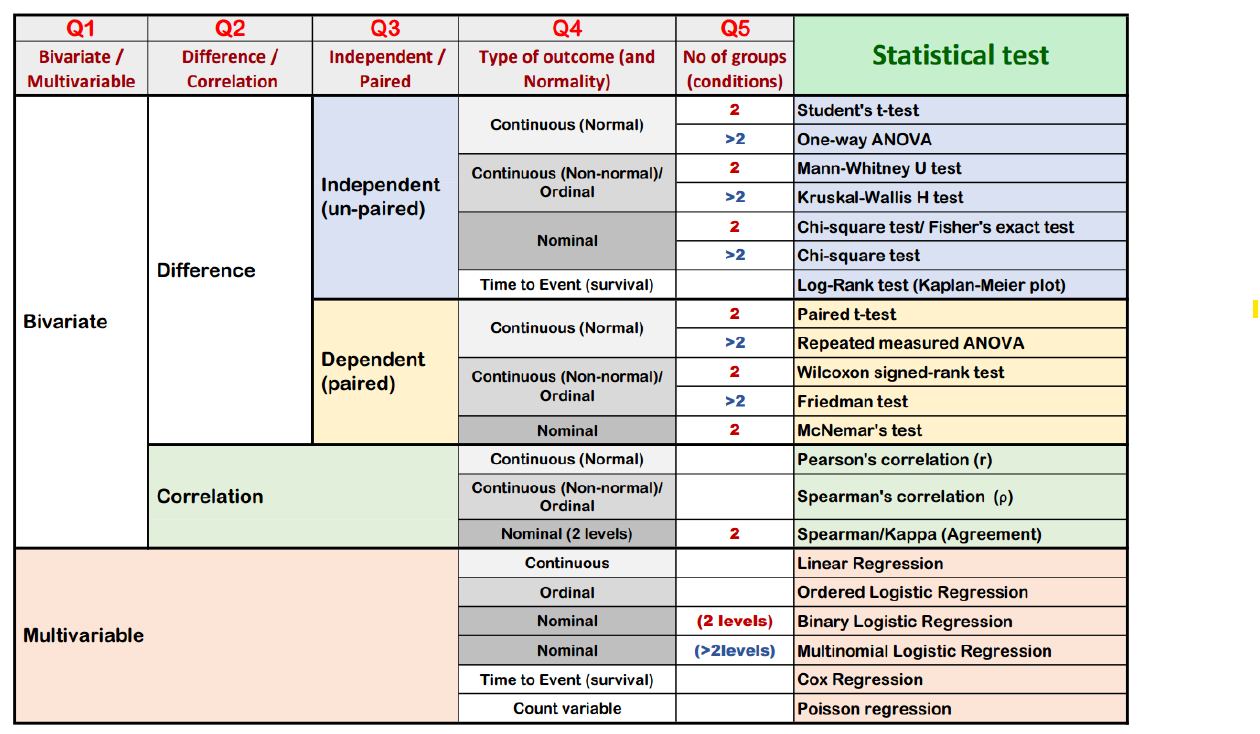 Q1 Q2 Q3 Q4 Q5 Statistical test
Bivariate / Multivariable
Difference / Correlation
Independent / Paired
Type of outcome (and Normality)
No of groups (conditions)
Bivariate
Difference
Independent (un-paired)
Continuous (Normal)
2 Student's t-test
>2 One-way ANOVA
Continuous (Non-normal)/ Ordinal
2 Mann-Whitney U test
>2 Kruskal-Wallis H test
Nominal
2 Chi-square test/ Fisher's exact test
>2 Chi-square test
Time to Event (survival) Log-Rank test (Kaplan-Meier plot)
Dependent (paired)
Continuous (Normal)
2 Paired t-test
>2 Repeated measured ANOVA
Continuous (Non-normal)/ Ordinal
2 Wilcoxon signed-rank test
>2 Friedman test
Nominal 2 McNemar's test
Correlation
Continuous (Normal) Pearson's correlation (r)
Continuous (Non-normal)/ Ordinal Spearman's correlation (ρ)
Nominal (2 levels) 2 Spearman/Kappa (Agreement)
Multivariable
Continuous Linear Regression
Ordinal Ordered Logistic Regression
Nominal (2 levels) Binary Logistic Regression
Nominal (>2levels) Multinomial Logistic Regression
Time to Event (survival) Cox Regression
Count variable Poisson regression